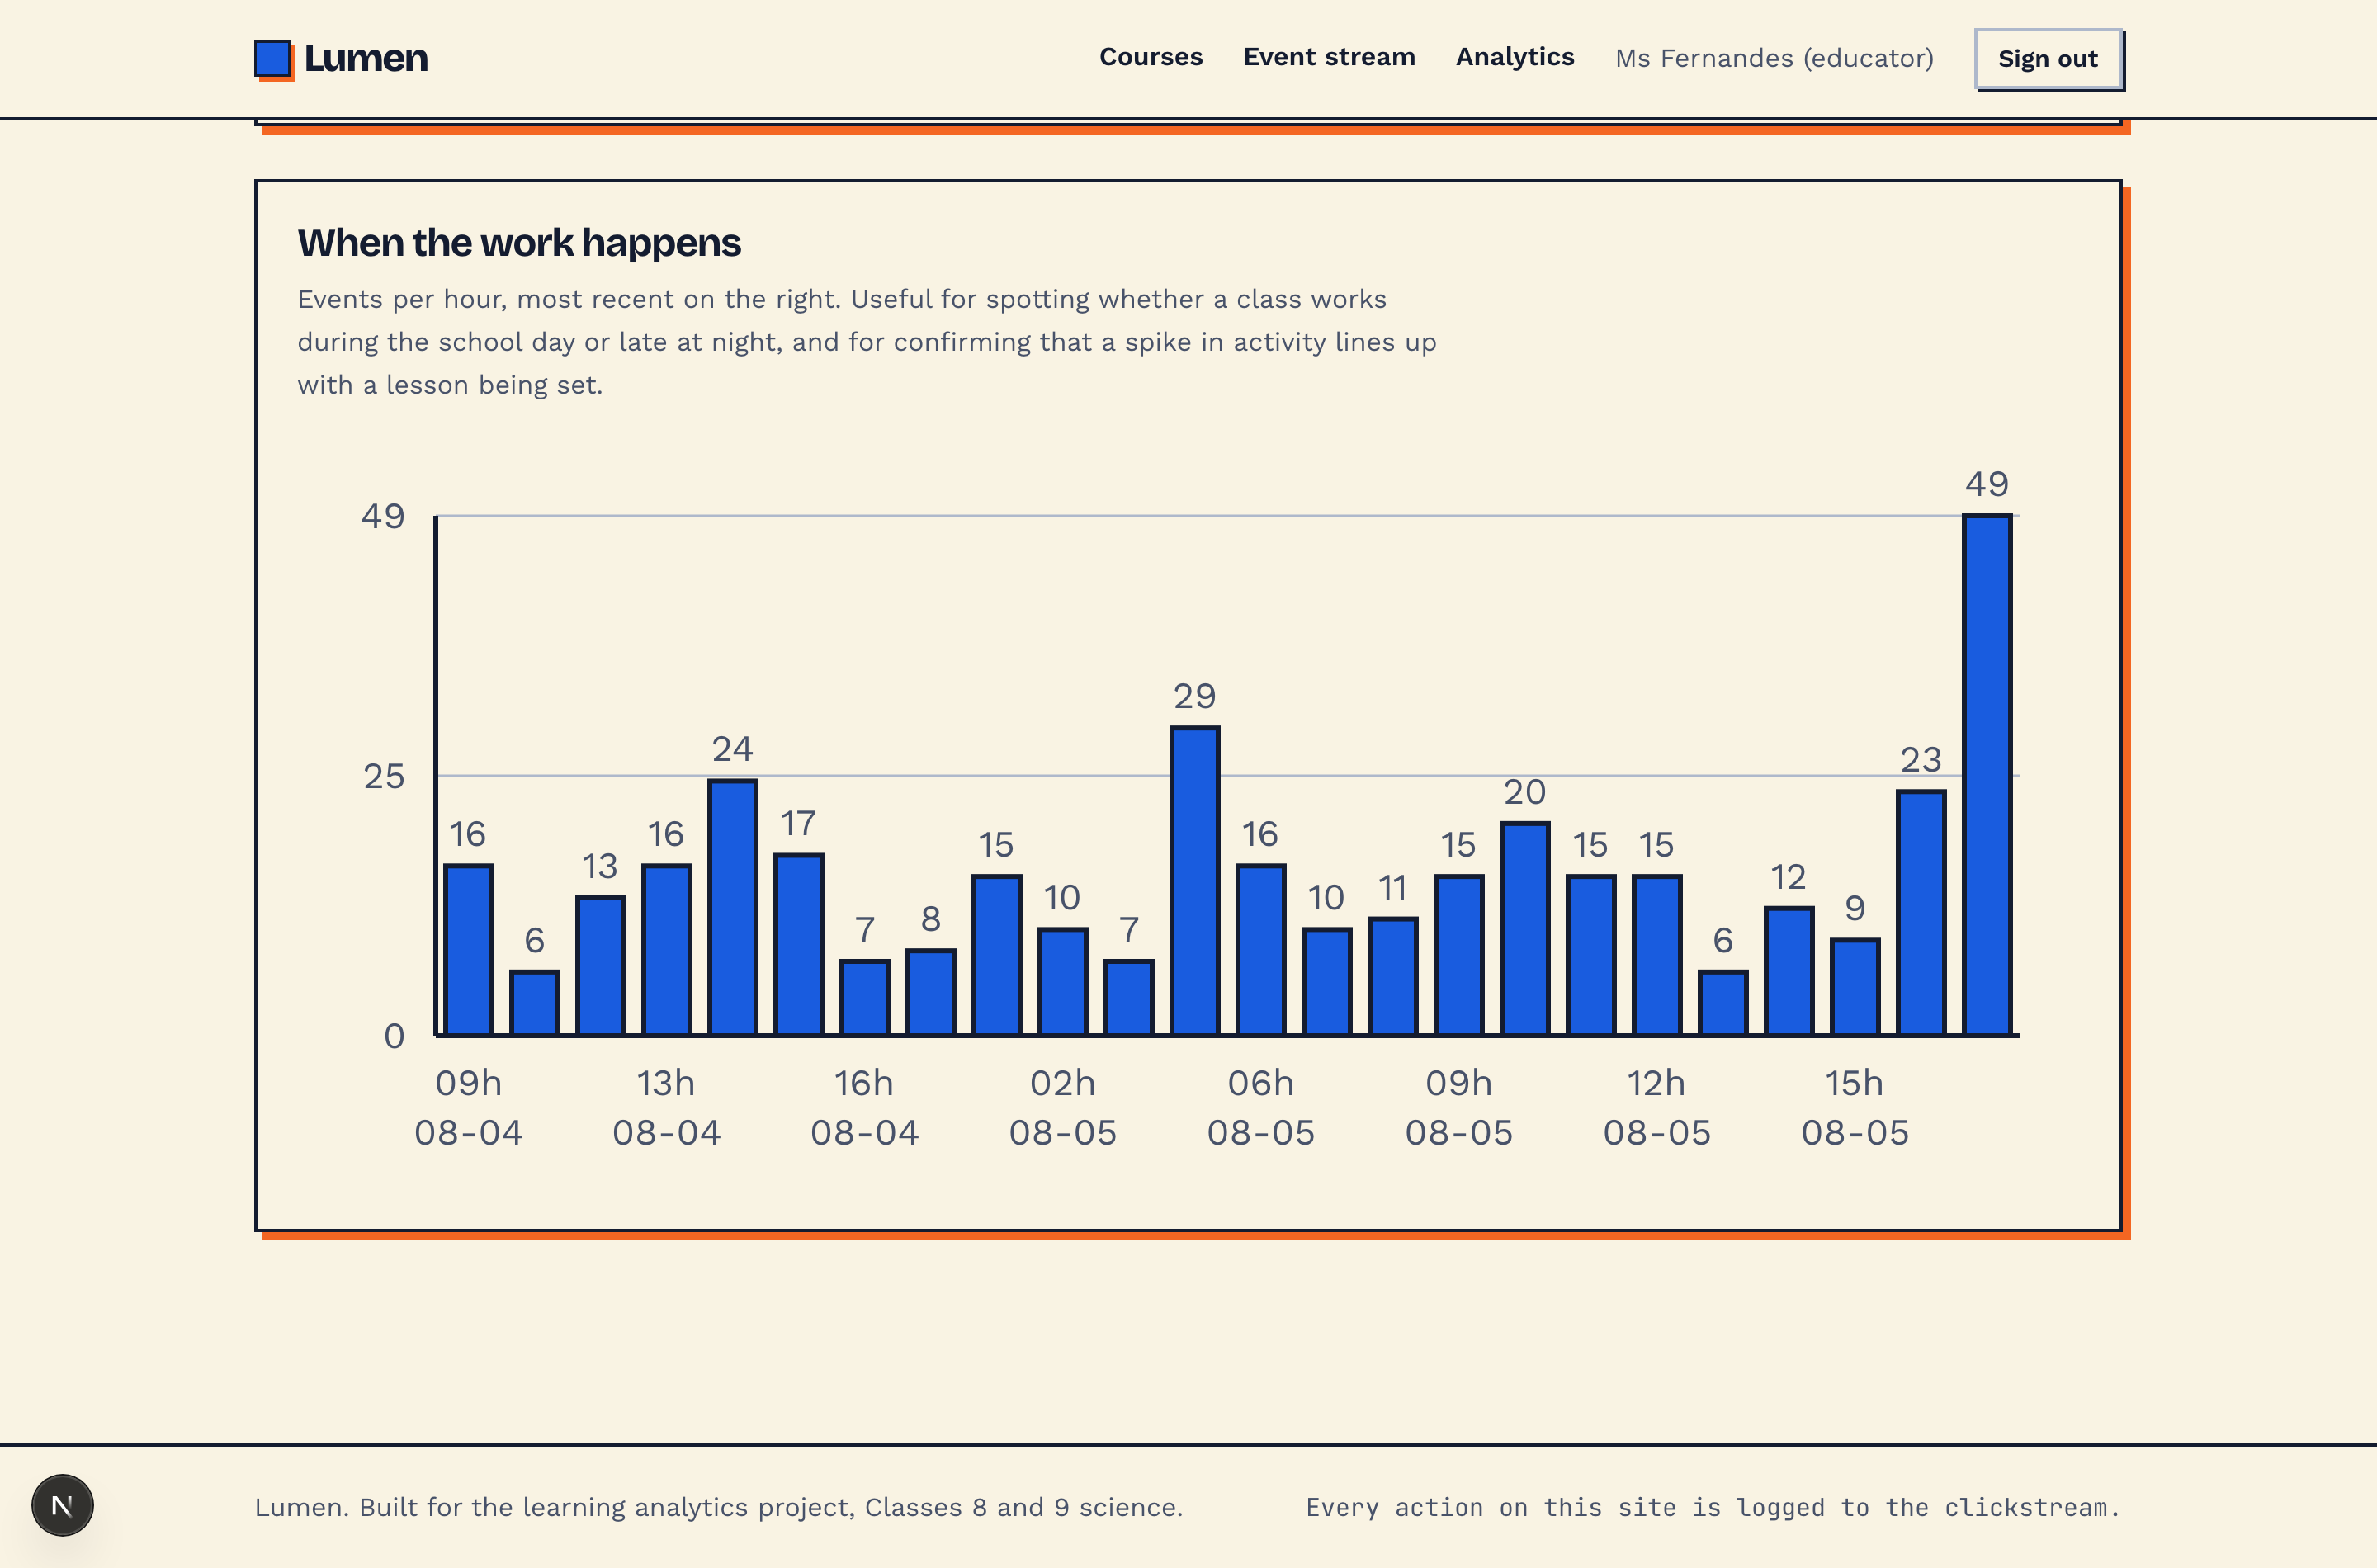 Lumen
Courses
Event stream
Analytics
Ms Fernandes (educator)
Sign out
When the work happens
Events per hour, most recent on the right. Useful for spotting whether a class works
during the school day or late at night, and for confirming that a spike in activity lines up
with a lesson being set.
49
25
0
16
6
13
16
24
17
7
8
15
10
7
29
16
10
11
15
20
15
15
6
12
9
23
49
09h
08-04
13h
08-04
16h
08-04
02h
08-05
06h
08-05
09h
08-05
12h
08-05
15h
08-05
N
Lumen. Built for the learning analytics project, Classes 8 and 9 science.
Every action on this site is logged to the clickstream.